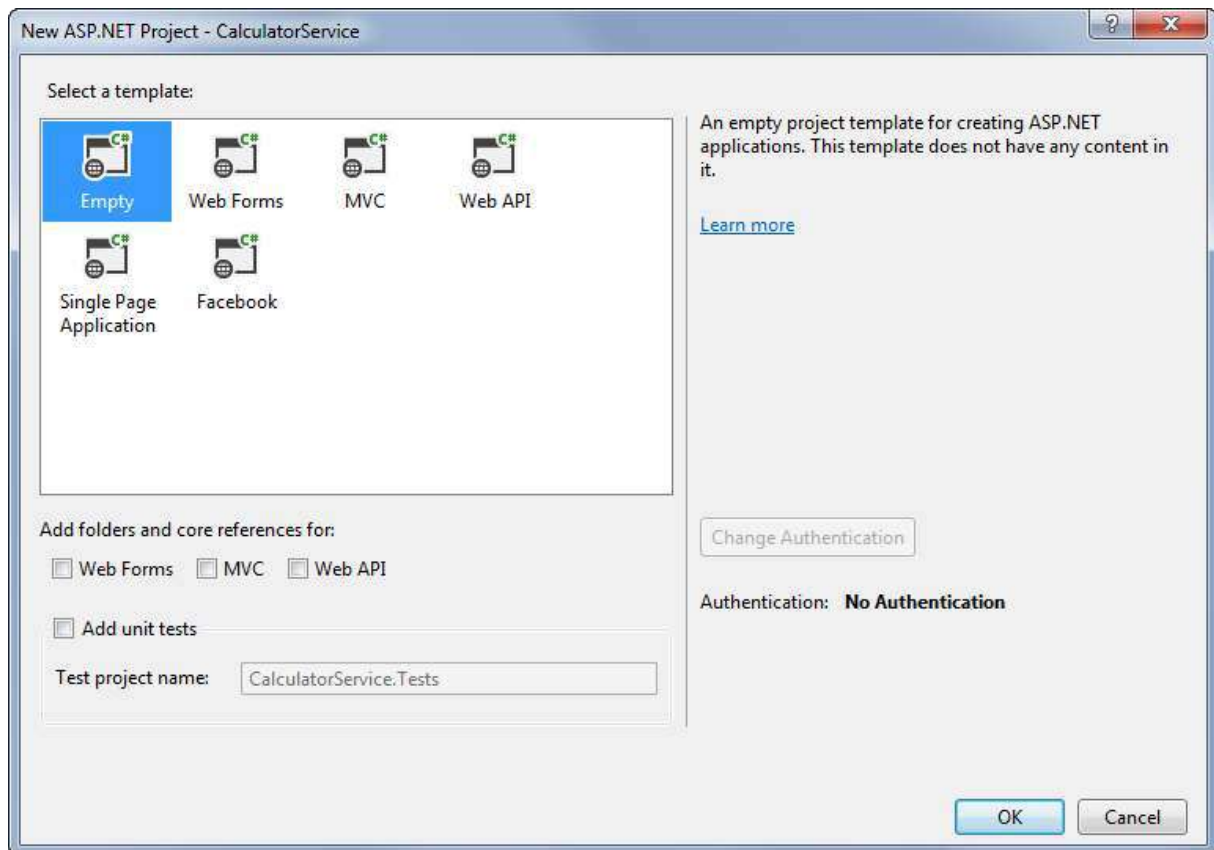 New ASP.NET Project - CalculatorService
?
X
Select a template:
C# C# C# C#
Empty Web Forms MVC Web API
C# C#
Single Page Facebook
Application
An empty project template for creating ASP.NET
applications. This template does not have any content in
it.
Learn more
Add folders and core references for:
Web Forms MVC Web API
Add unit tests
Test project name: CalculatorService.Tests
Change Authentication
Authentication: No Authentication
OK Cancel